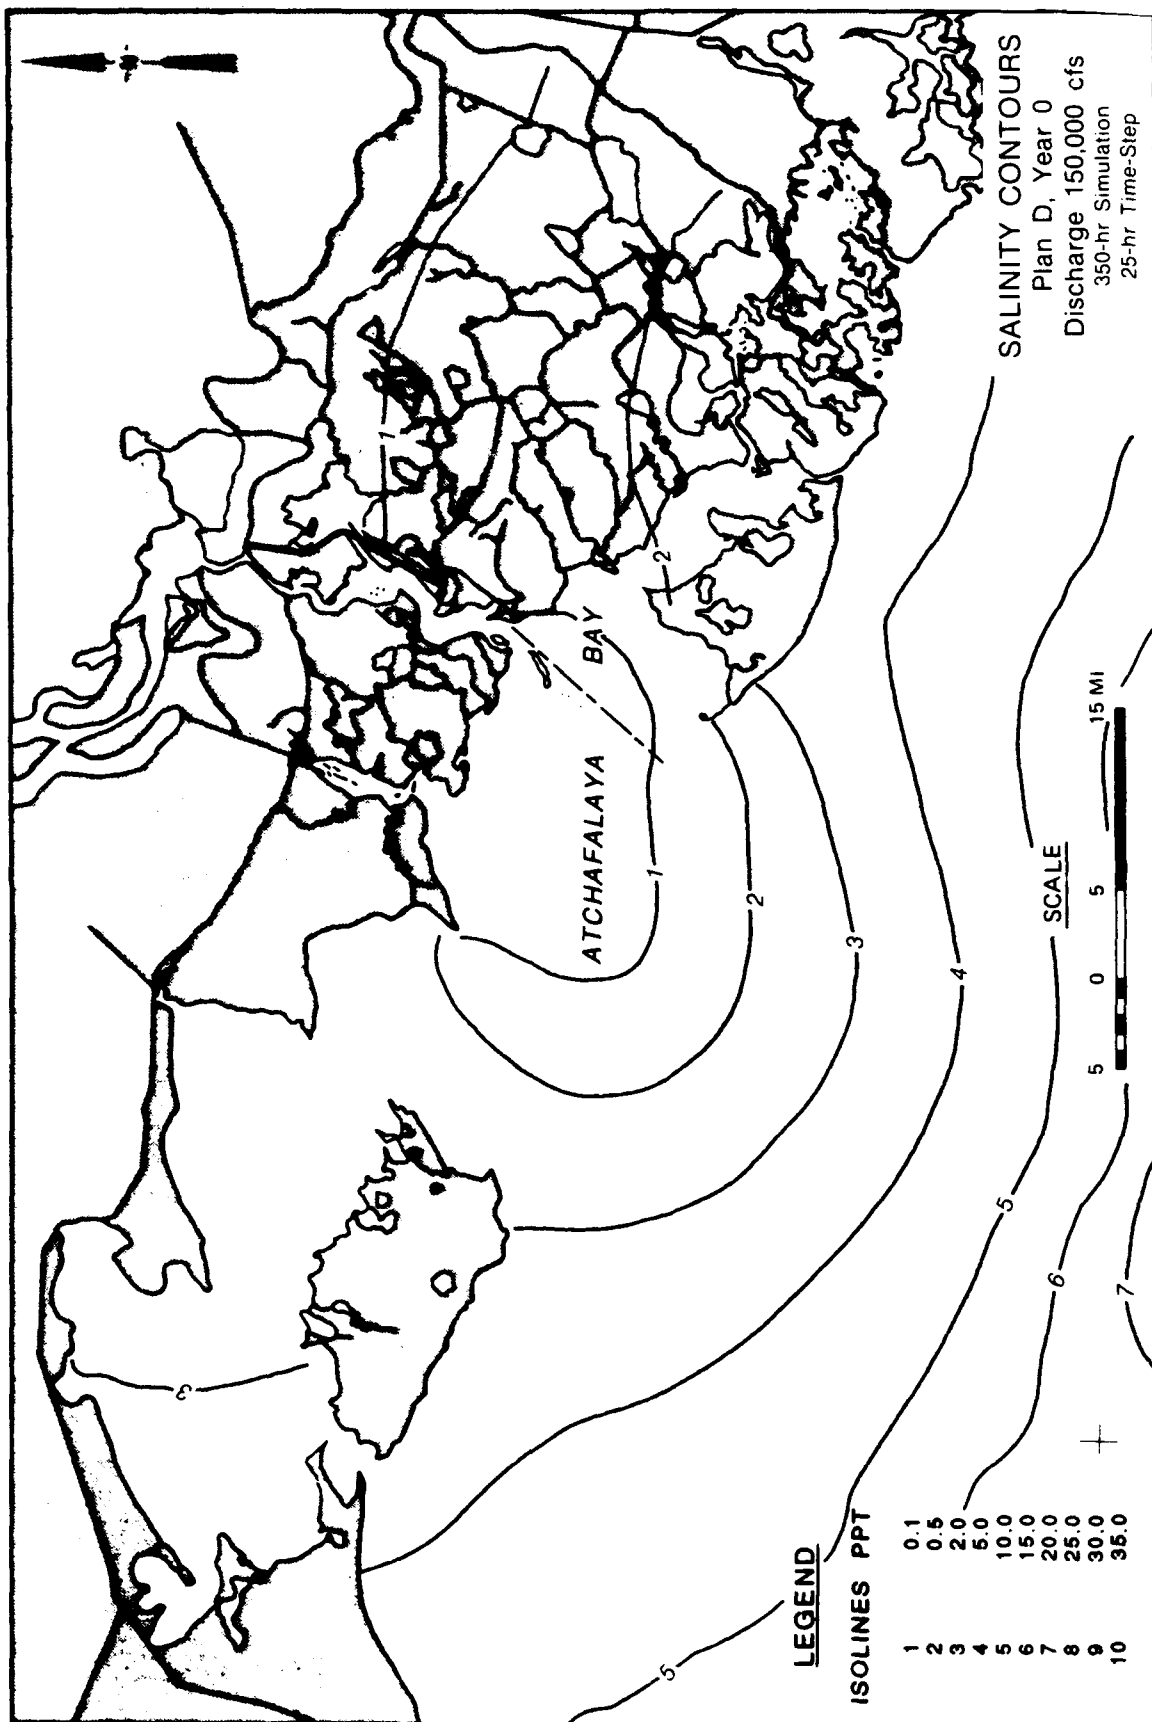 SALINITY CONTOURS
Plan D, Year 0
Discharge 150,000 cfs
350-hr Simulation
25-hr Time-Step
ATCHAFALAYA BAY
1
1
2
2
3
3
4
5
5
6
7
SCALE
5 0 5 15 MI
LEGEND
ISOLINES PPT
1 0.1
2 0.5
3 2.0
4 5.0
5 10.0
6 15.0
7 20.0
8 25.0
9 30.0
10 35.0